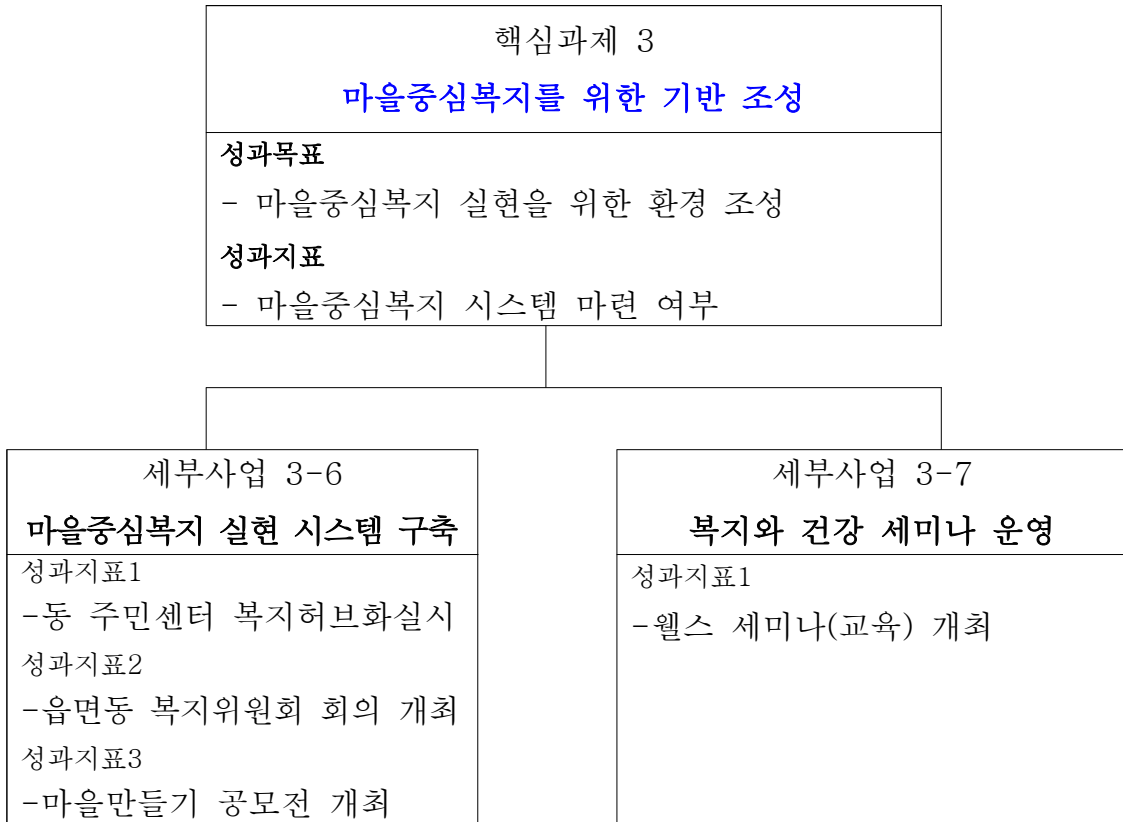 핵심과제 3
마을중심복지를 위한 기반 조성
성과목표
- 마을중심복지 실현을 위한 환경 조성
성과지표
- 마을중심복지 시스템 마련 여부
세부사업 3-6
마을중심복지 실현 시스템 구축
성과지표1
-동 주민센터 복지허브화실시
성과지표2
-읍면동 복지위원회 회의 개최
성과지표3
-마을만들기 공모전 개최
세부사업 3-7
복지와 건강 세미나 운영
성과지표1
-웰스 세미나(교육) 개최